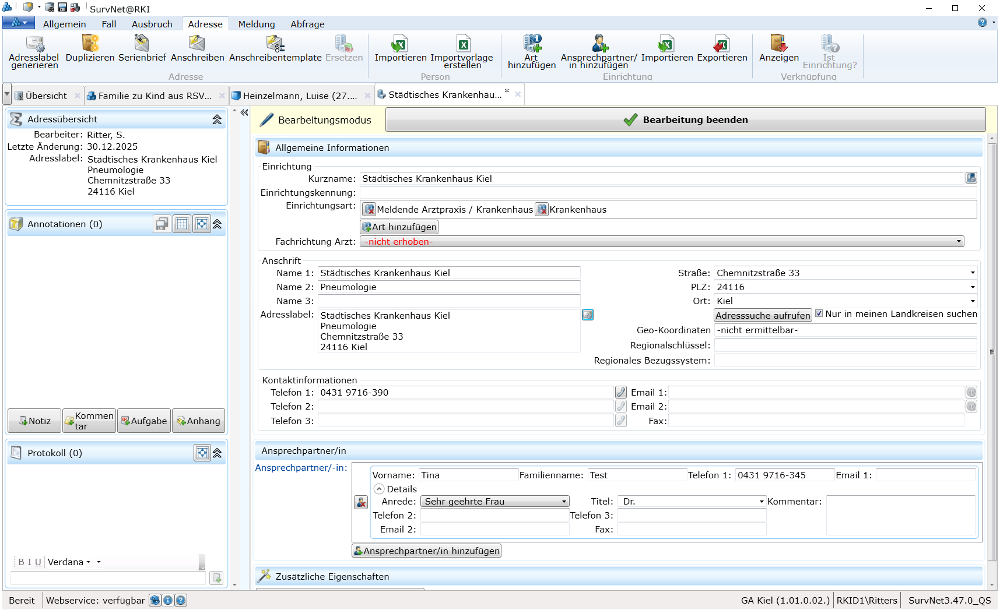 SurvNet@RKI
Allgemein Fall Ausbruch Adresse Meldung Abfrage
Adresslabel generieren Duplizieren Serienbrief Anschreiben Anschreibentemplate Ersetzen
Importieren Importvorlage erstellen
Art hinzufügen Ansprechpartner/in hinzufügen Importieren Exportieren
Anzeigen Ist Einrichtung?
Adresse Person Einrichtung Verknüpfung
Übersicht Familie zu Kind aus RSV... Heinzelmann, Luise (27.... Städtisches Krankenhau... *
Adressübersicht
Bearbeiter: Ritter, S.
Letzte Änderung: 30.12.2025
Adresslabel: Städtisches Krankenhaus Kiel
Pneumologie
Chemnitzstraße 33
24116 Kiel
Annotationen (0)
Notiz Kommentar Aufgabe Anhang
Protokoll (0)
B I U Verdana
Bearbeitungsmodus Bearbeitung beenden
Allgemeine Informationen
Einrichtung
Kurzname: Städtisches Krankenhaus Kiel
Einrichtungskennung:
Einrichtungsart: Meldende Arztpraxis / Krankenhaus Krankenhaus
Art hinzufügen
Fachrichtung Arzt: -nicht erhoben-
Anschrift
Name 1: Städtisches Krankenhaus Kiel
Name 2: Pneumologie
Name 3:
Adresslabel: Städtisches Krankenhaus Kiel
Pneumologie
Chemnitzstraße 33
24116 Kiel
Straße: Chemnitzstraße 33
PLZ: 24116
Ort: Kiel
Adresssuche aufrufen Nur in meinen Landkreisen suchen
Geo-Koordinaten -nicht ermittelbar-
Regionalschlüssel:
Regionales Bezugssystem:
Kontaktinformationen
Telefon 1: 0431 9716-390 Email 1:
Telefon 2: Email 2:
Telefon 3: Fax:
Ansprechpartner/in
Ansprechpartner/-in:
Vorname: Tina Familienname: Test Telefon 1: 0431 9716-345 Email 1:
Details
Anrede: Sehr geehrte Frau Titel: Dr. Kommentar:
Telefon 2: Telefon 3:
Email 2: Fax:
Ansprechpartner/in hinzufügen
Zusätzliche Eigenschaften
Bereit Webservice: verfügbar GA Kiel (1.01.0.02.) RKID1\Ritters SurvNet3.47.0_QS